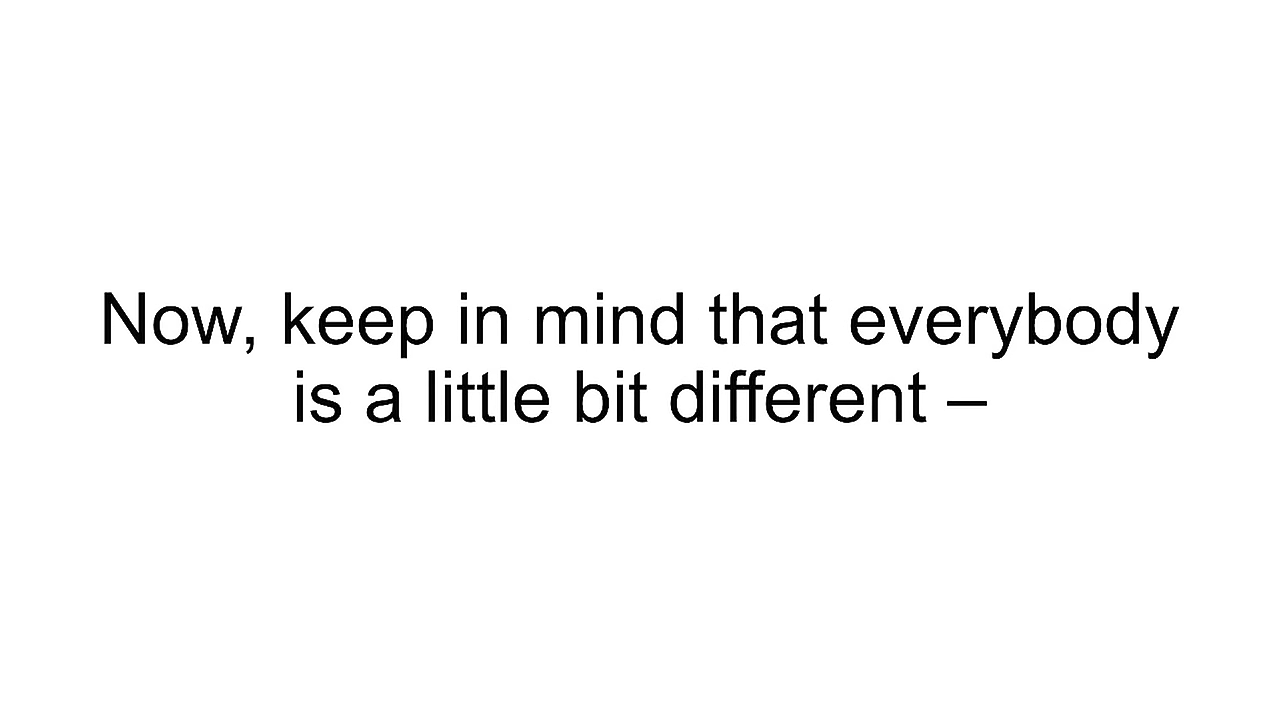 Now, keep in mind that everybody
is a little bit different –